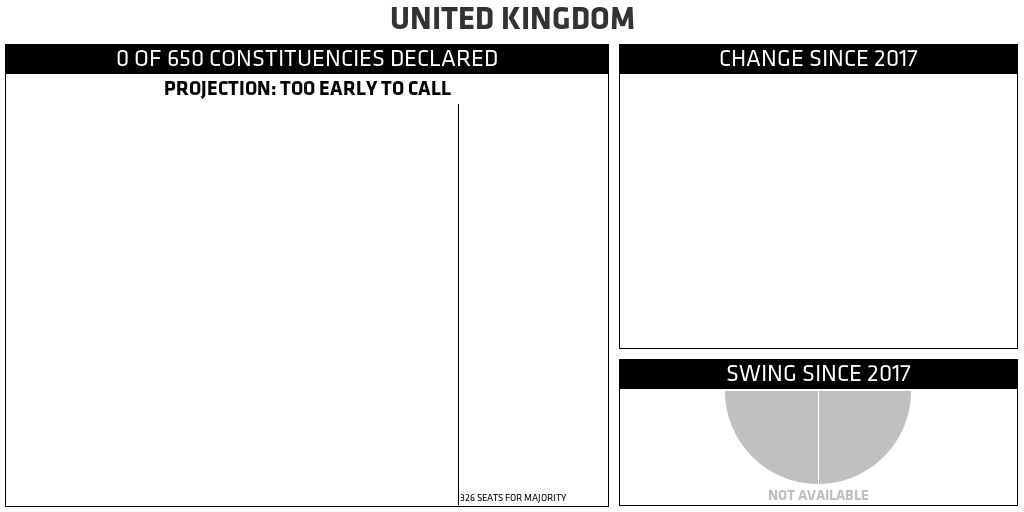 UNITED KINGDOM
0 OF 650 CONSTITUENCIES DECLARED
PROJECTION: TOO EARLY TO CALL
326 SEATS FOR MAJORITY
CHANGE SINCE 2017
SWING SINCE 2017
NOT AVAILABLE